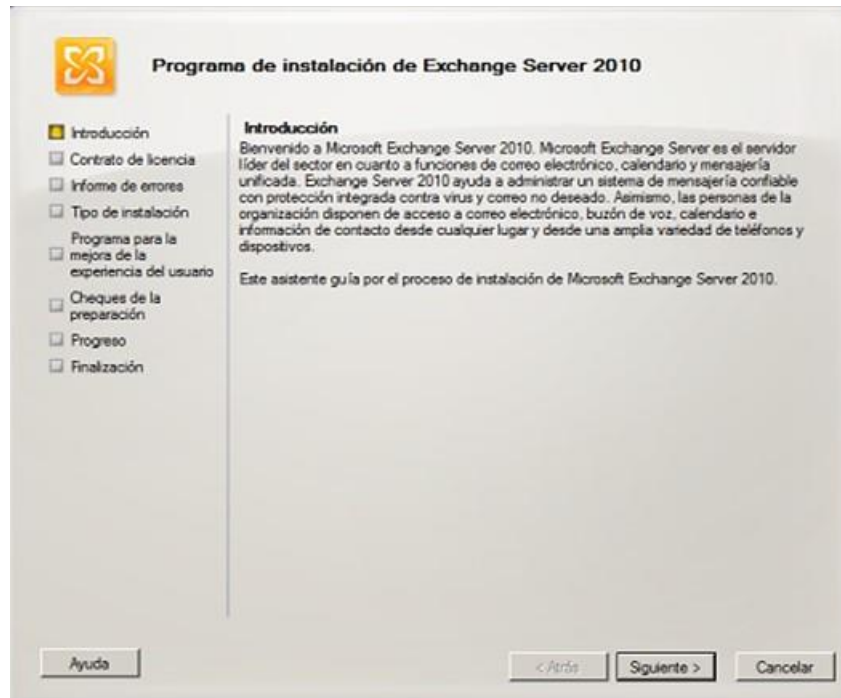 Programa de instalación de Exchange Server 2010
Introducción
Contrato de licencia
Informe de errores
Tipo de instalación
Programa para la
mejora de la
experiencia del usuario
Cheques de la
preparación
Progreso
Finalización
Introducción
Bienvenido a Microsoft Exchange Server 2010. Microsoft Exchange Server es el servidor
líder del sector en cuanto a funciones de correo electrónico, calendario y mensajería
unificada. Exchange Server 2010 ayuda a administrar un sistema de mensajería confiable
con protección integrada contra virus y correo no deseado. Asimismo, las personas de la
organización disponen de acceso a correo electrónico, buzón de voz, calendario e
información de contacto desde cualquier lugar y desde una amplia variedad de teléfonos y
dispositivos.
Este asistente guía por el proceso de instalación de Microsoft Exchange Server 2010.
Ayuda
< Atrás
Siguiente >
Cancelar